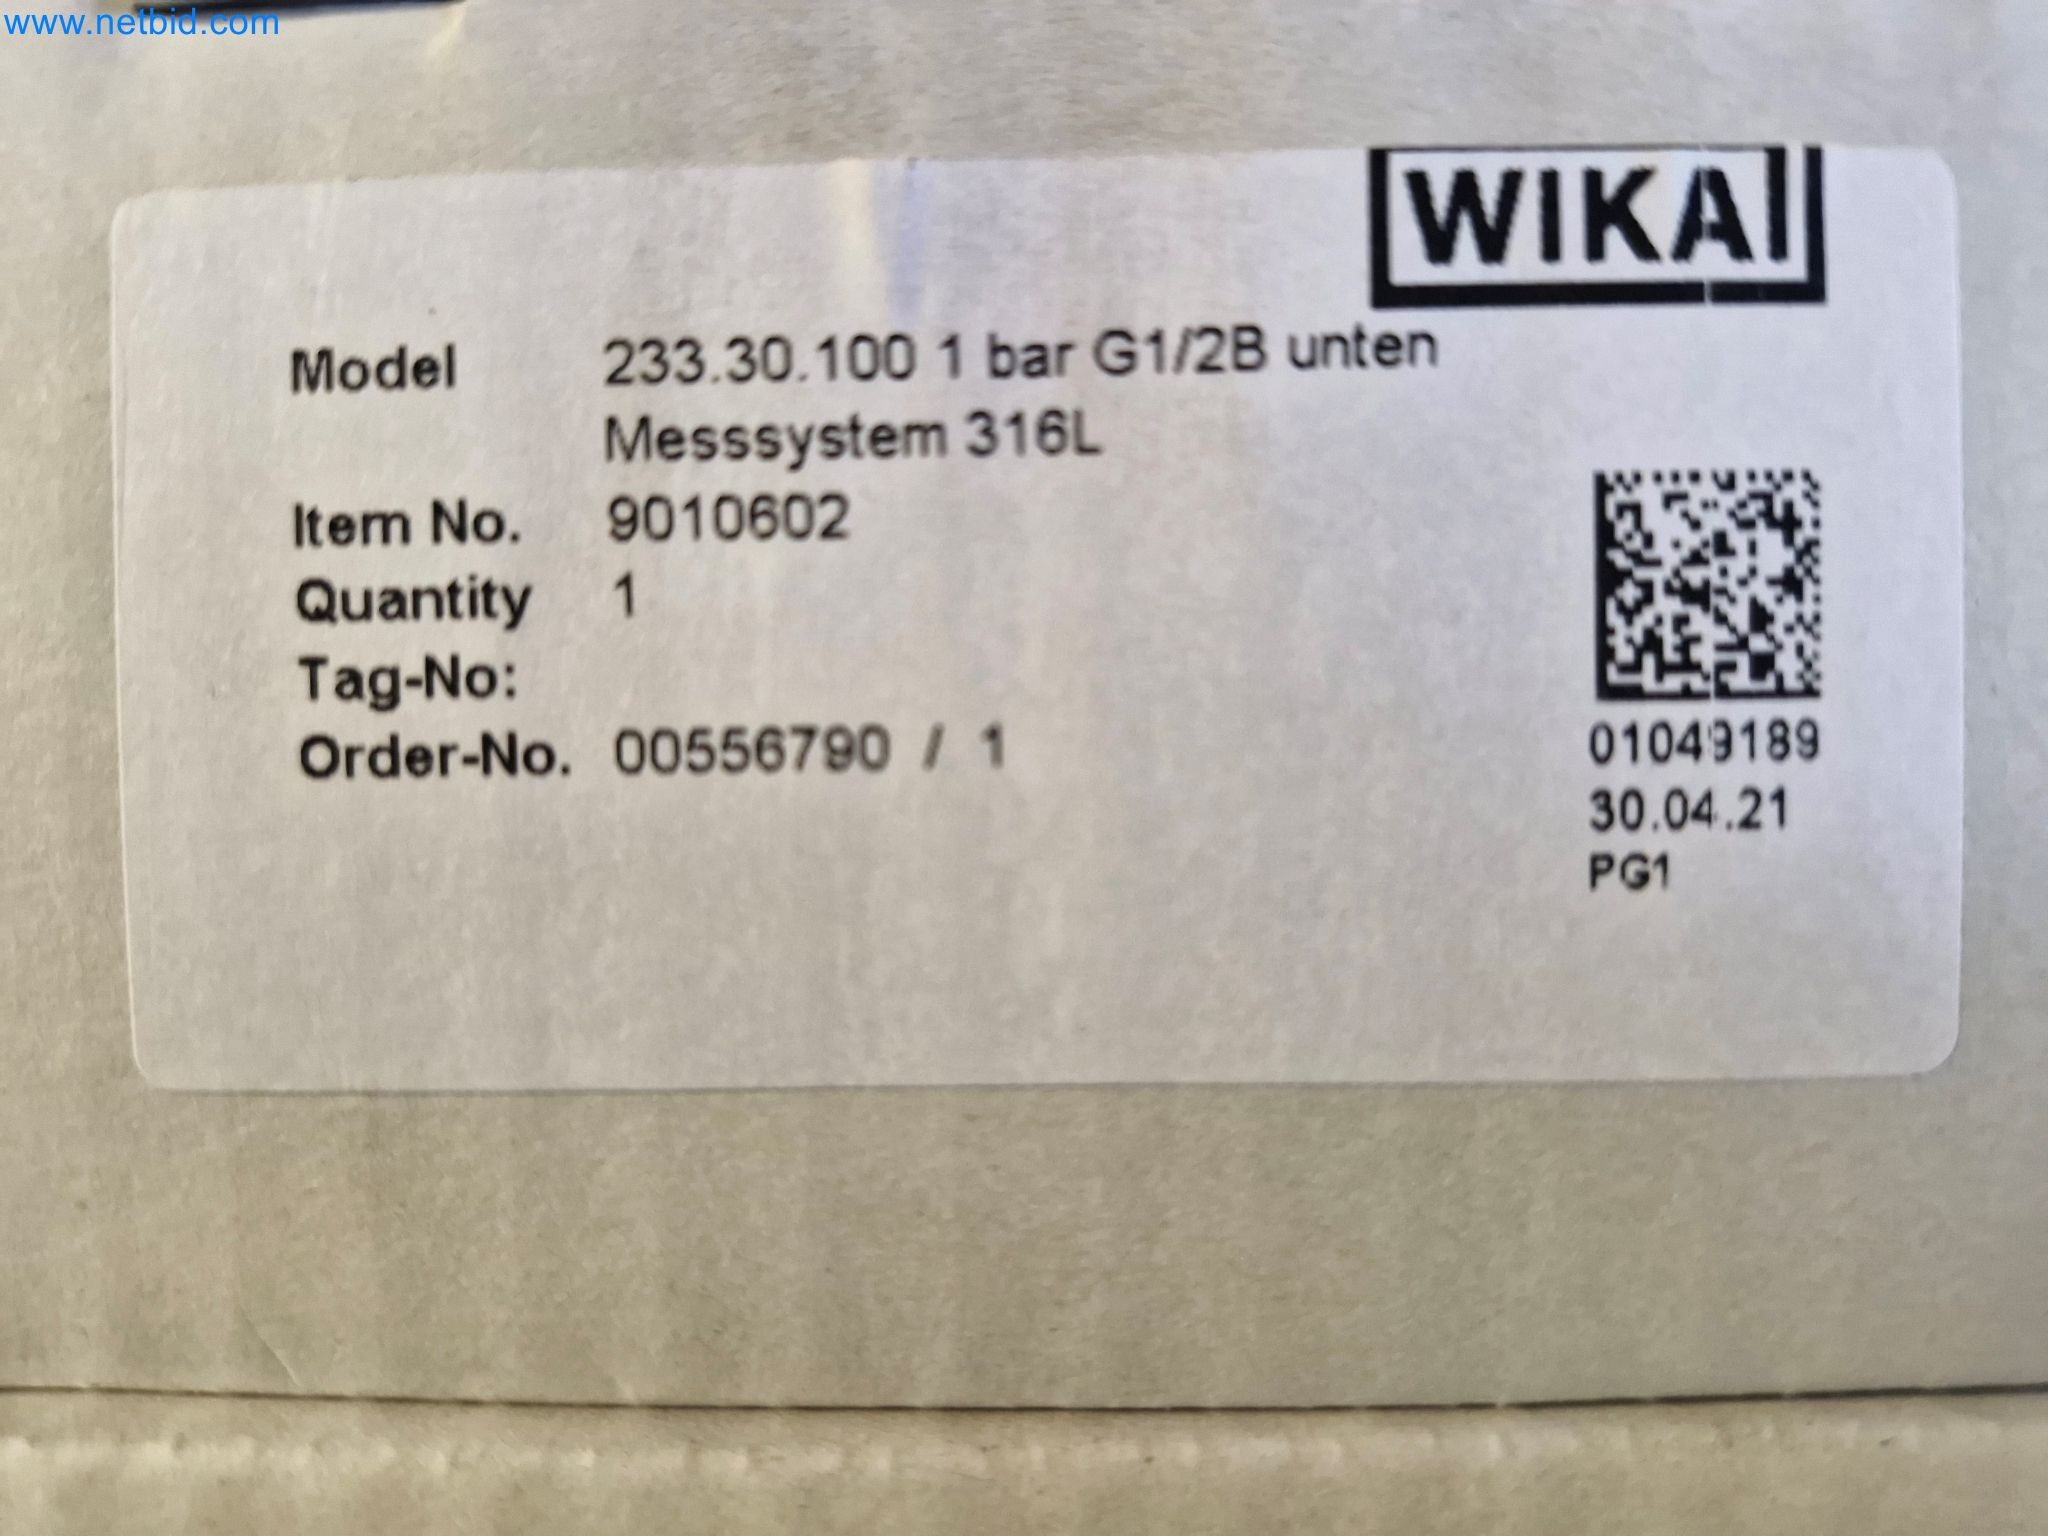 www.netbid.com
WIKA
Model 233.30.100 1 bar G1/2B unten
Messsystem 316L
Item No. 9010602
Quantity 1
Tag-No:
Order-No. 00556790 / 1
01049189
30.04.21
PG1